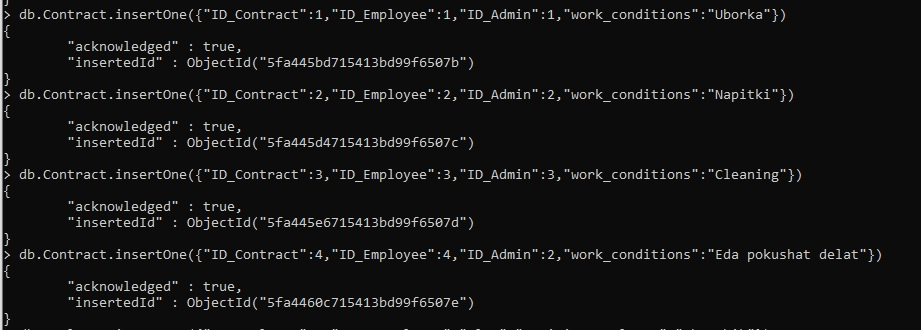 > db.Contract.insertOne({"ID_Contract":1,"ID_Employee":1,"ID_Admin":1,"work_conditions":"Uborka"})
{
        "acknowledged" : true,
        "insertedId" : ObjectId("5fa445bd715413bd99f6507b")
}
> db.Contract.insertOne({"ID_Contract":2,"ID_Employee":2,"ID_Admin":2,"work_conditions":"Napitki"})
{
        "acknowledged" : true,
        "insertedId" : ObjectId("5fa445d4715413bd99f6507c")
}
> db.Contract.insertOne({"ID_Contract":3,"ID_Employee":3,"ID_Admin":3,"work_conditions":"Cleaning"})
{
        "acknowledged" : true,
        "insertedId" : ObjectId("5fa445e6715413bd99f6507d")
}
> db.Contract.insertOne({"ID_Contract":4,"ID_Employee":4,"ID_Admin":2,"work_conditions":"Eda pokushat delat"})
{
        "acknowledged" : true,
        "insertedId" : ObjectId("5fa4460c715413bd99f6507e")
}